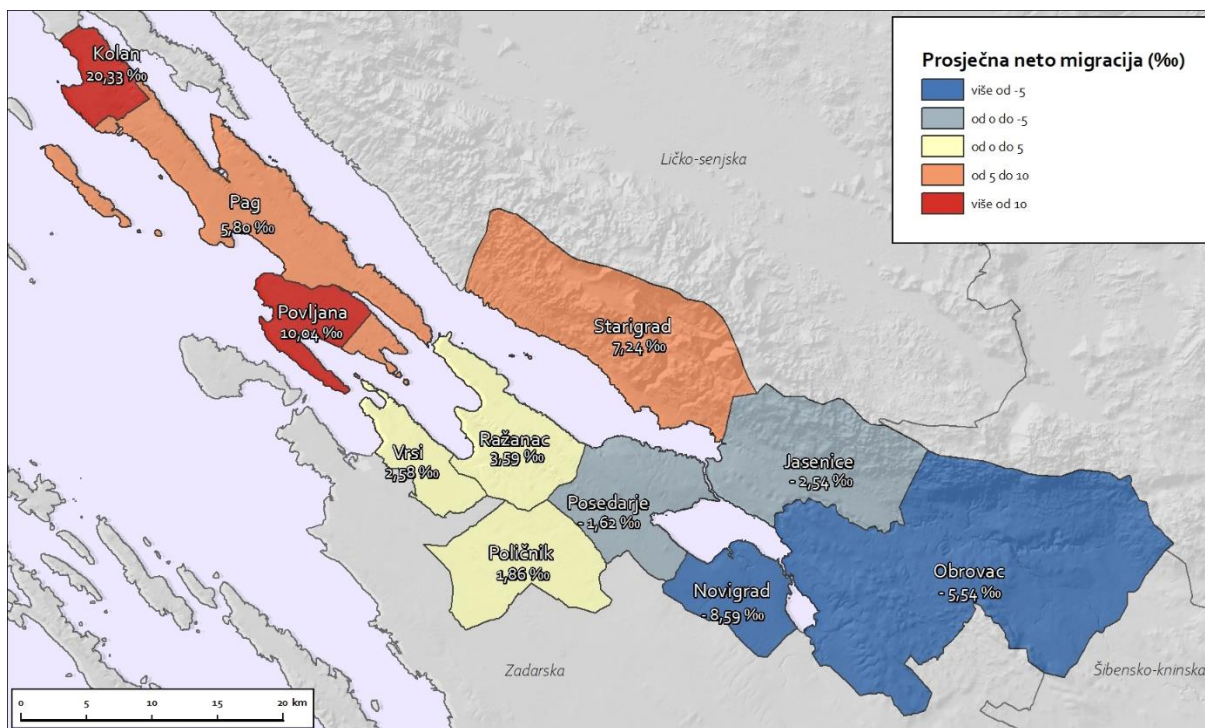 Prosječna neto migracija (‰)
više od -5
od 0 do -5
od 0 do 5
od 5 do 10
više od 10
Kolan
20,33 ‰
Ličko-senjska
Pag
5,80 ‰
Povljana
10,04 ‰
Starigrad
7,24 ‰
Ražanac
3,59 ‰
Vrsi
2,58 ‰
Jasenice
- 2,54 ‰
Posedarje
- 1,62 ‰
Poličnik
1,86 ‰
Obrovac
- 5,54 ‰
Novigrad
- 8,59 ‰
Zadarska
Šibensko-kninska
0 5 10 15 20 km